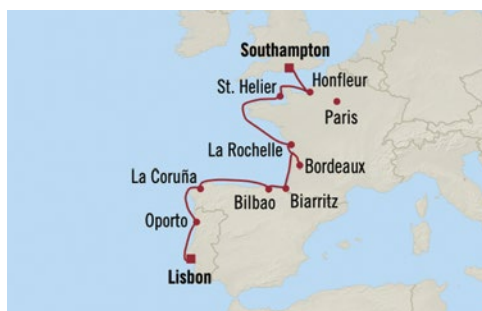 Southampton
St. Helier
Honfleur
Paris
La Rochelle
Bordeaux
La Coruña
Bilbao
Biarritz
Oporto
Lisbon